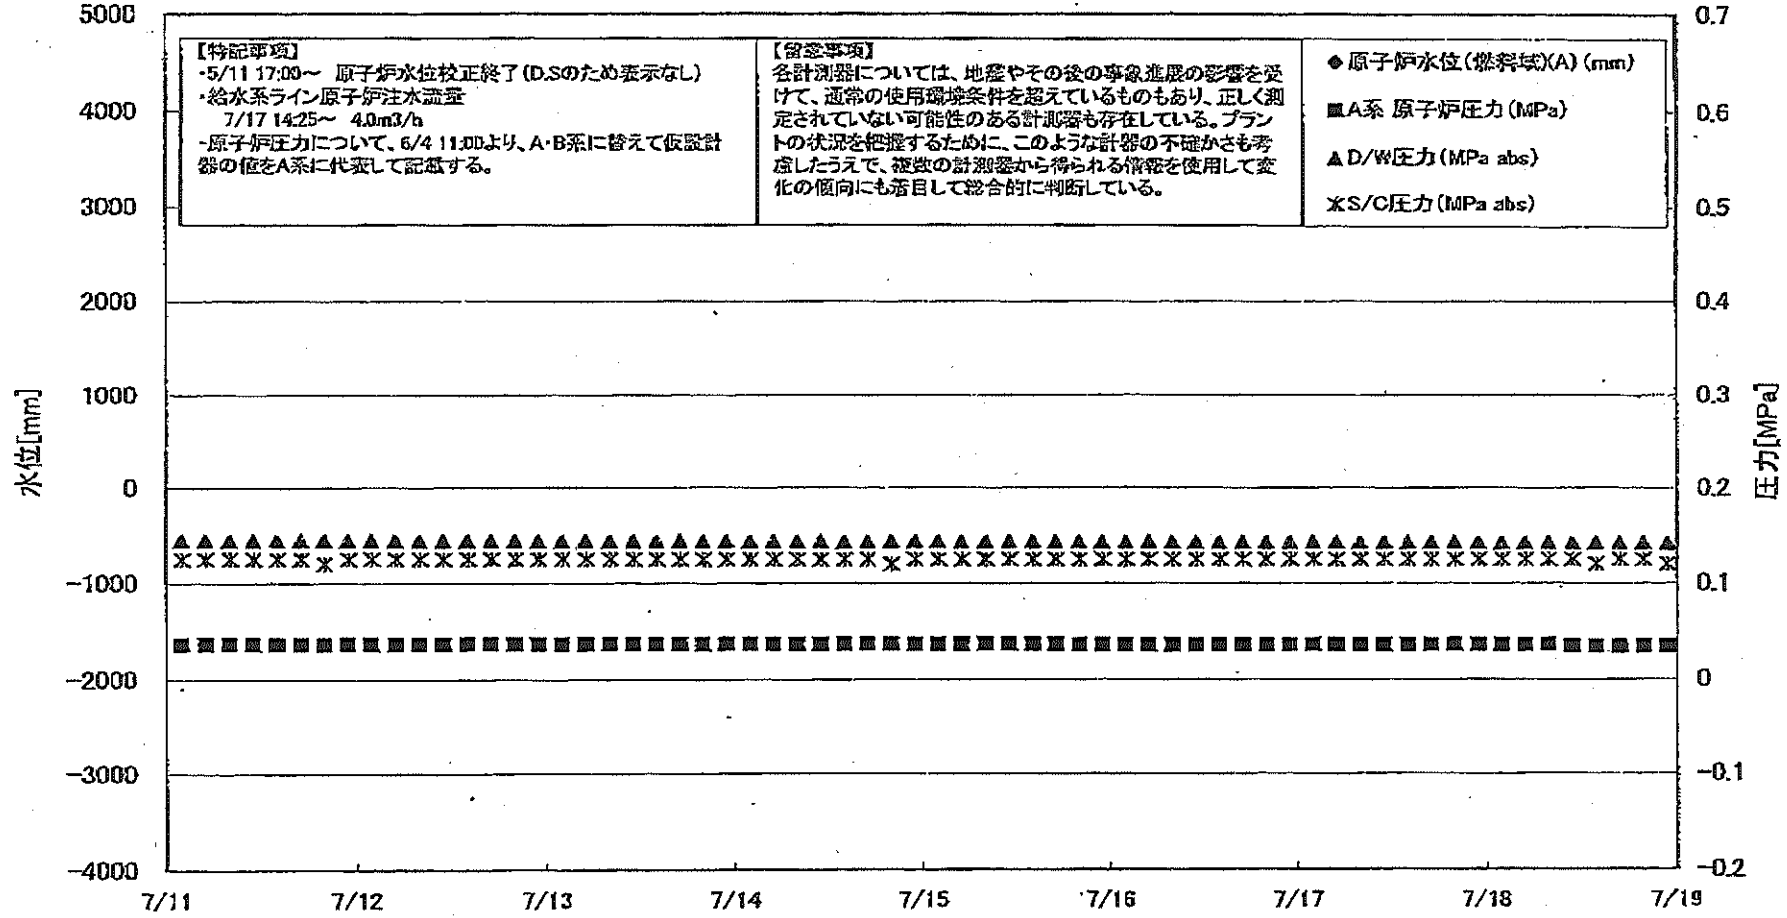 5000
4000
3000
2000
1000
0
-1000
-2000
-3000
-4000
水位[mm]
【特記事項】
・5/11 17:00～ 原子炉水位校正終了(D.Sのため表示なし)
・給水系ライン原子炉注水流量
7/17 14:25～ 4.0m3/h
-原子炉圧力について、6/4 11:00より、A・B系に替えて仮設計
器の値をA系に代表して記載する。
【留意事項】
各計測器については、地震やその後の事象進展の影響を受
けて、通常の使用環境条件を超えているものもあり、正しく測
定されていない可能性のある計測器も存在している。プラン
トの状況を把握するために、このような計器の不確かさも考
慮したうえで、複数の計測器から得られる情報を使用して変
化の傾向にも着目して総合的に判断している。
原子炉水位(燃料域)(A)(mm)
A系 原子炉圧力(MPa)
D/W圧力(MPa abs)
S/C圧力(MPa abs)
0.7
0.6
0.5
0.4
0.3
0.2
0.1
0
-0.1
-0.2
圧力[MPa]
7/11 7/12 7/13 7/14 7/15 7/16 7/17 7/18 7/19